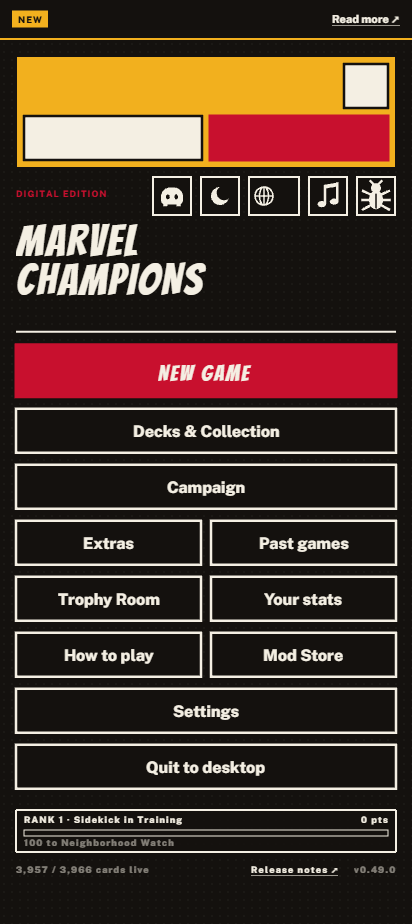 NEW
Read more ↗
DIGITAL EDITION
MARVEL
CHAMPIONS
NEW GAME
Decks & Collection
Campaign
Extras
Past games
Trophy Room
Your stats
How to play
Mod Store
Settings
Quit to desktop
RANK 1 · Sidekick in Training 0 pts
100 to Neighborhood Watch
3,957 / 3,966 cards live Release notes ↗ v0.49.0